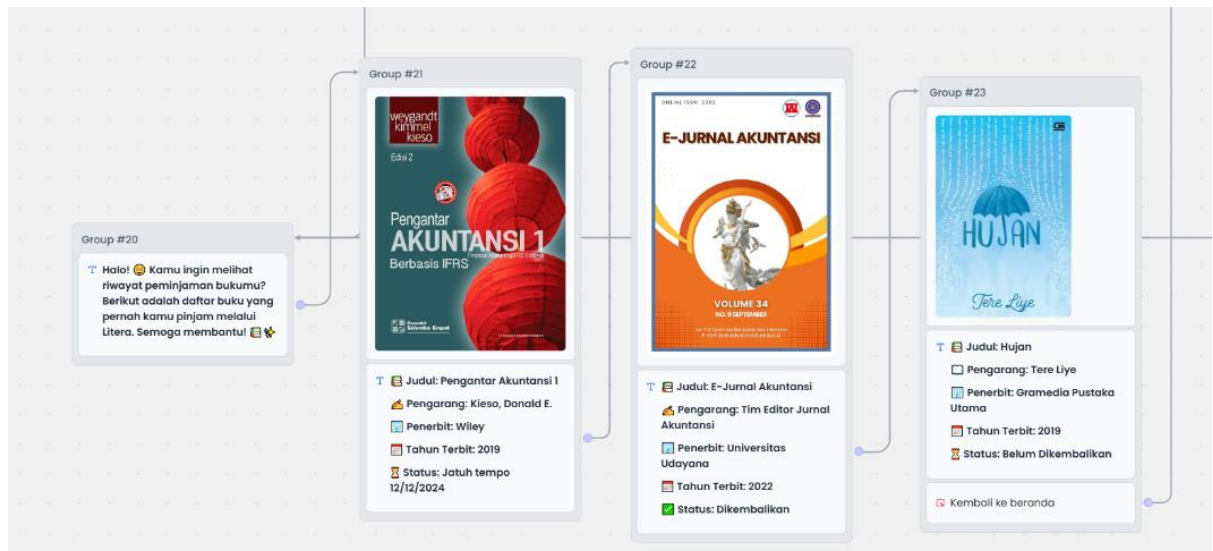 Group #20
Halo! 😄 Kamu ingin melihat
riwayat peminjaman bukumu?
Berikut adalah daftar buku yang
pernah kamu pinjam melalui
Litera. Semoga membantu! 📚 ✨
Group #21
weygandt
kimmel
kieso
Edisi 2
Pengantar
AKUNTANSI 1
Berbasis IFRS
Penerbit
Salemba Empat
Judul: Pengantar Akuntansi 1
Pengarang: Kieso, Donald E.
Penerbit: Wiley
Tahun Terbit: 2019
Status: Jatuh tempo
12/12/2024
Group #22
E-JURNAL AKUNTANSI
VOLUME 34
NO. 9 SEPTEMBER
Judul: E-Jurnal Akuntansi
Pengarang: Tim Editor Jurnal
Akuntansi
Penerbit: Universitas
Udayana
Tahun Terbit: 2022
Status: Dikembalikan
Group #23
HUJAN
Tere Liye
Judul: Hujan
Pengarang: Tere Liye
Penerbit: Gramedia Pustaka
Utama
Tahun Terbit: 2019
Status: Belum Dikembalikan
Kembali ke beranda